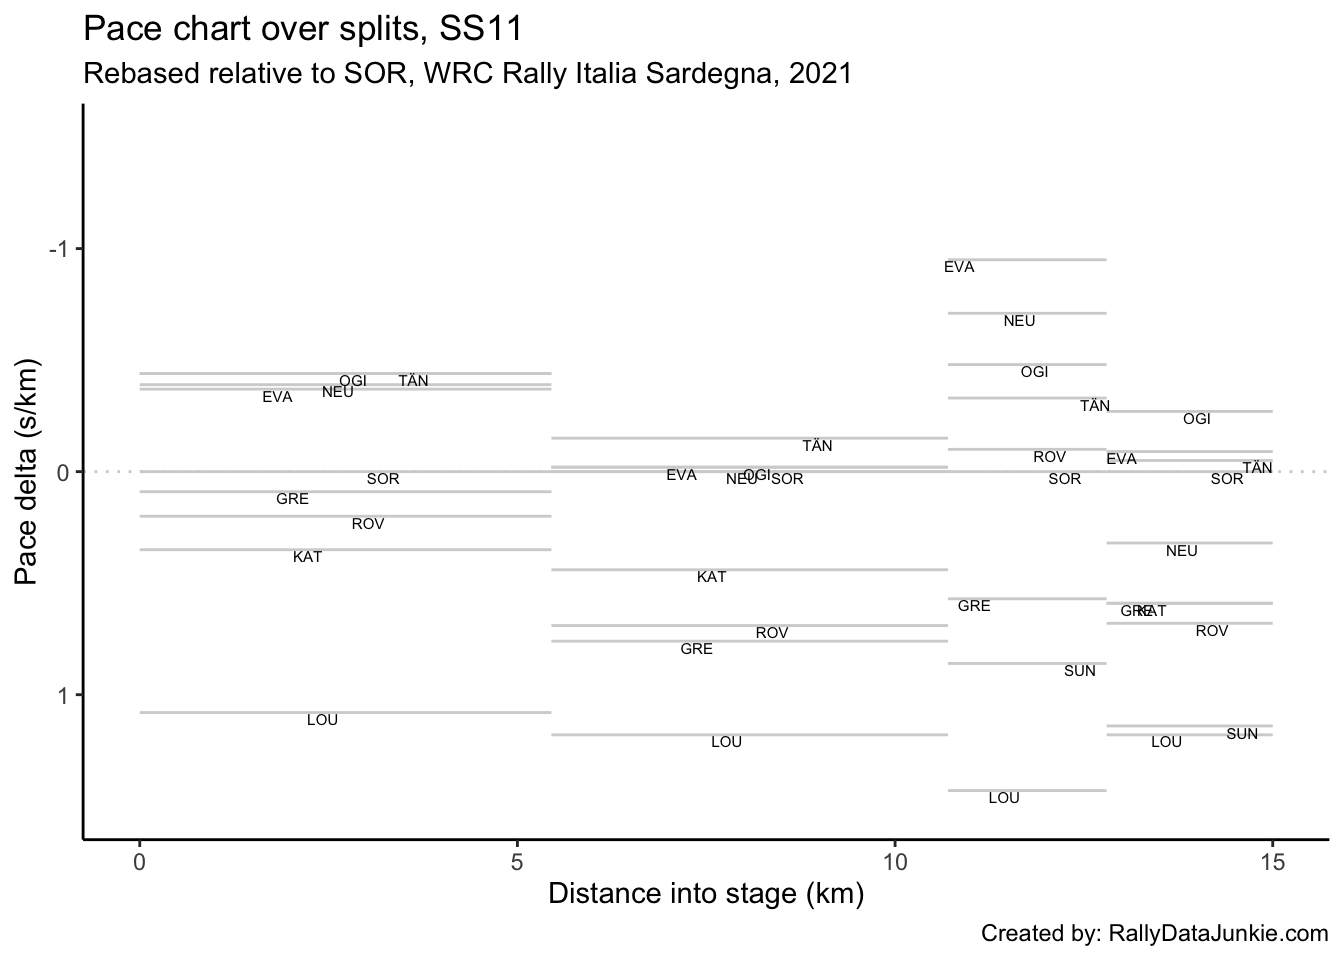 Pace chart over splits, SS11
Rebased relative to SOR, WRC Rally Italia Sardegna, 2021
Pace delta (s/km)
-1
0
1
EVA
NEU
OGI
TÄN
SOR
GRE
ROV
KAT
LOU
TÄN
EVA
NEU
OGI
SOR
KAT
ROV
GRE
LOU
EVA
NEU
OGI
TÄN
ROV
SOR
GRE
SUN
LOU
OGI
EVA
TÄN
SOR
NEU
GRE
KAT
ROV
SUN
LOU
0 5 10 15
Distance into stage (km)
Created by: RallyDataJunkie.com